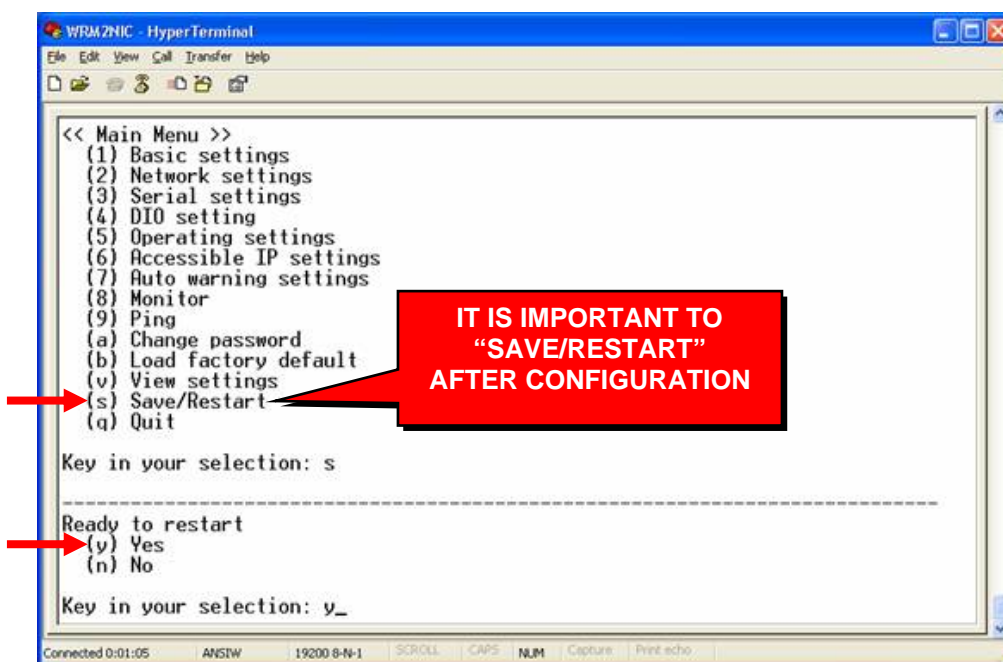 WRM2NIC - HyperTerminal
File Edit View Call Transfer Help
<< Main Menu >>
(1) Basic settings
(2) Network settings
(3) Serial settings
(4) DIO setting
(5) Operating settings
(6) Accessible IP settings
(7) Auto warning settings
(8) Monitor
(9) Ping
(a) Change password
(b) Load factory default
(v) View settings
(s) Save/Restart
(q) Quit
IT IS IMPORTANT TO
“SAVE/RESTART”
AFTER CONFIGURATION
Key in your selection: s
--------------------------------------------------------------------------
Ready to restart
(y) Yes
(n) No
Key in your selection: y_
Connected 0:01:05 ANSIW 19200 8-N-1 SCROLL CAPS NUM Capture Print echo